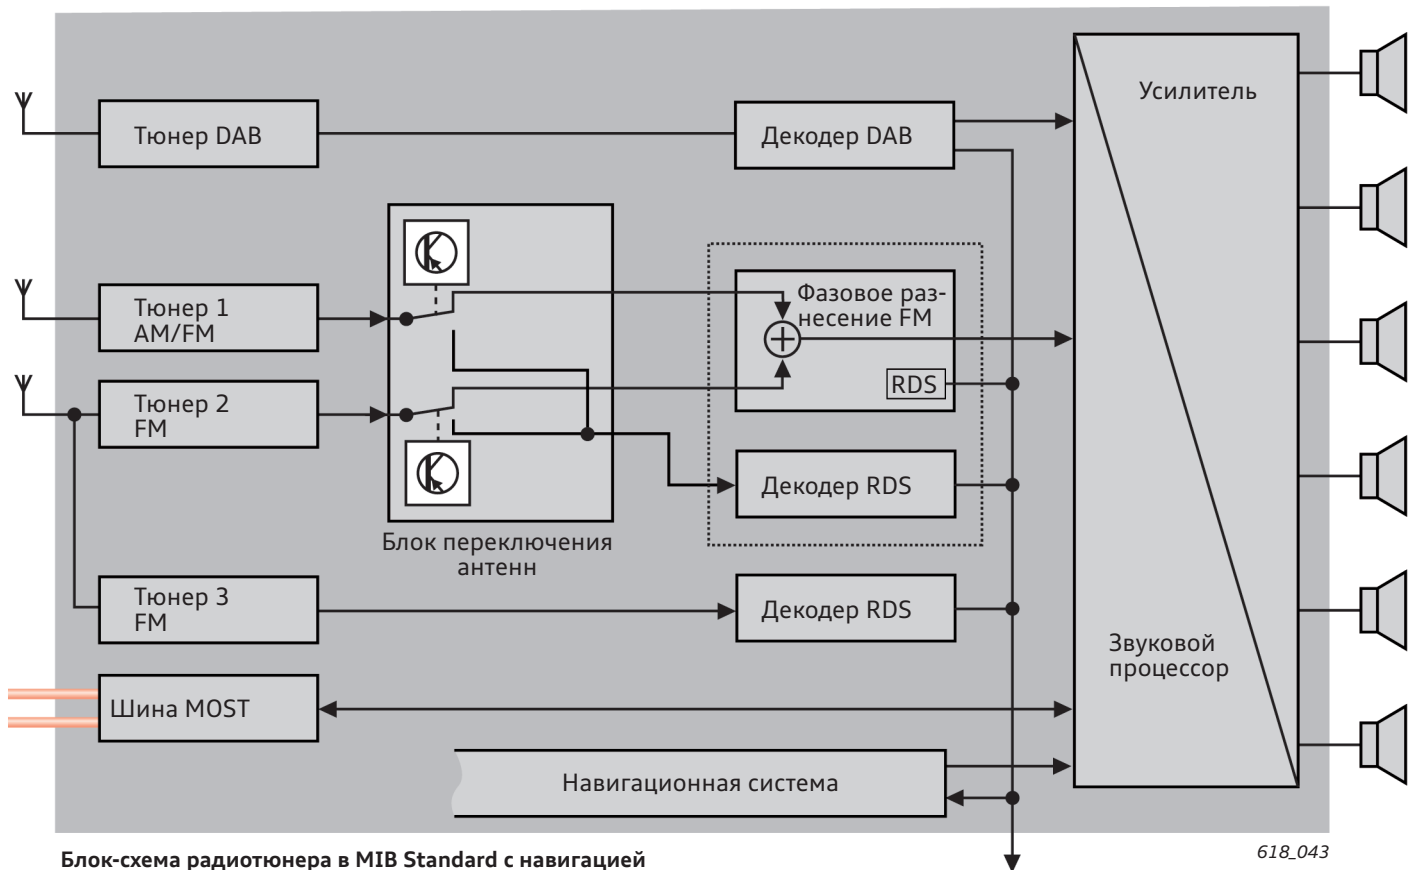 Усилитель
Тюнер DAB
Декодер DAB
Тюнер 1
AM/FM
Фазовое раз-
несение FM
RDS
Тюнер 2
FM
Декодер RDS
Блок переключения
антенн
Тюнер 3
FM
Декодер RDS
Звуковой
процессор
Шина MOST
Навигационная система
Блок-схема радиотюнера в MIB Standard с навигацией
618_043